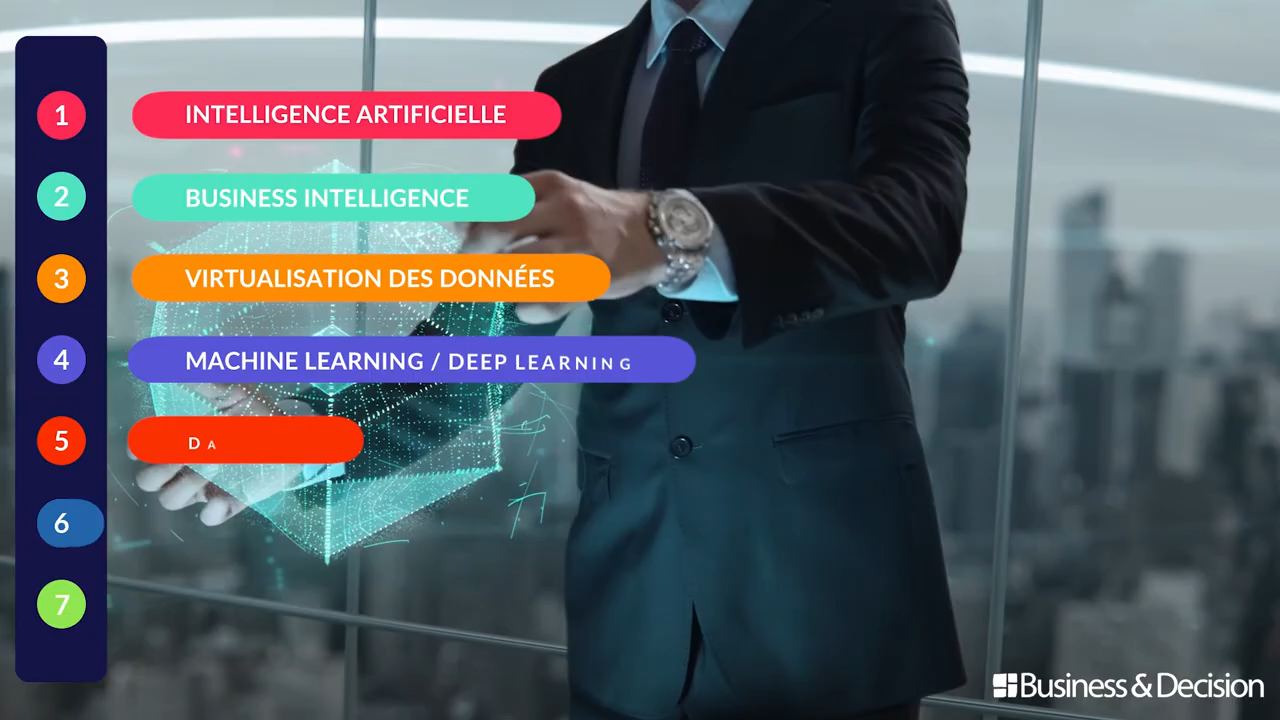 1 INTELLIGENCE ARTIFICIELLE
2 BUSINESS INTELLIGENCE
3 VIRTUALISATION DES DONNÉES
4 MACHINE LEARNING / DEEP LEARNING
5 DA
6
7
Business & Decision